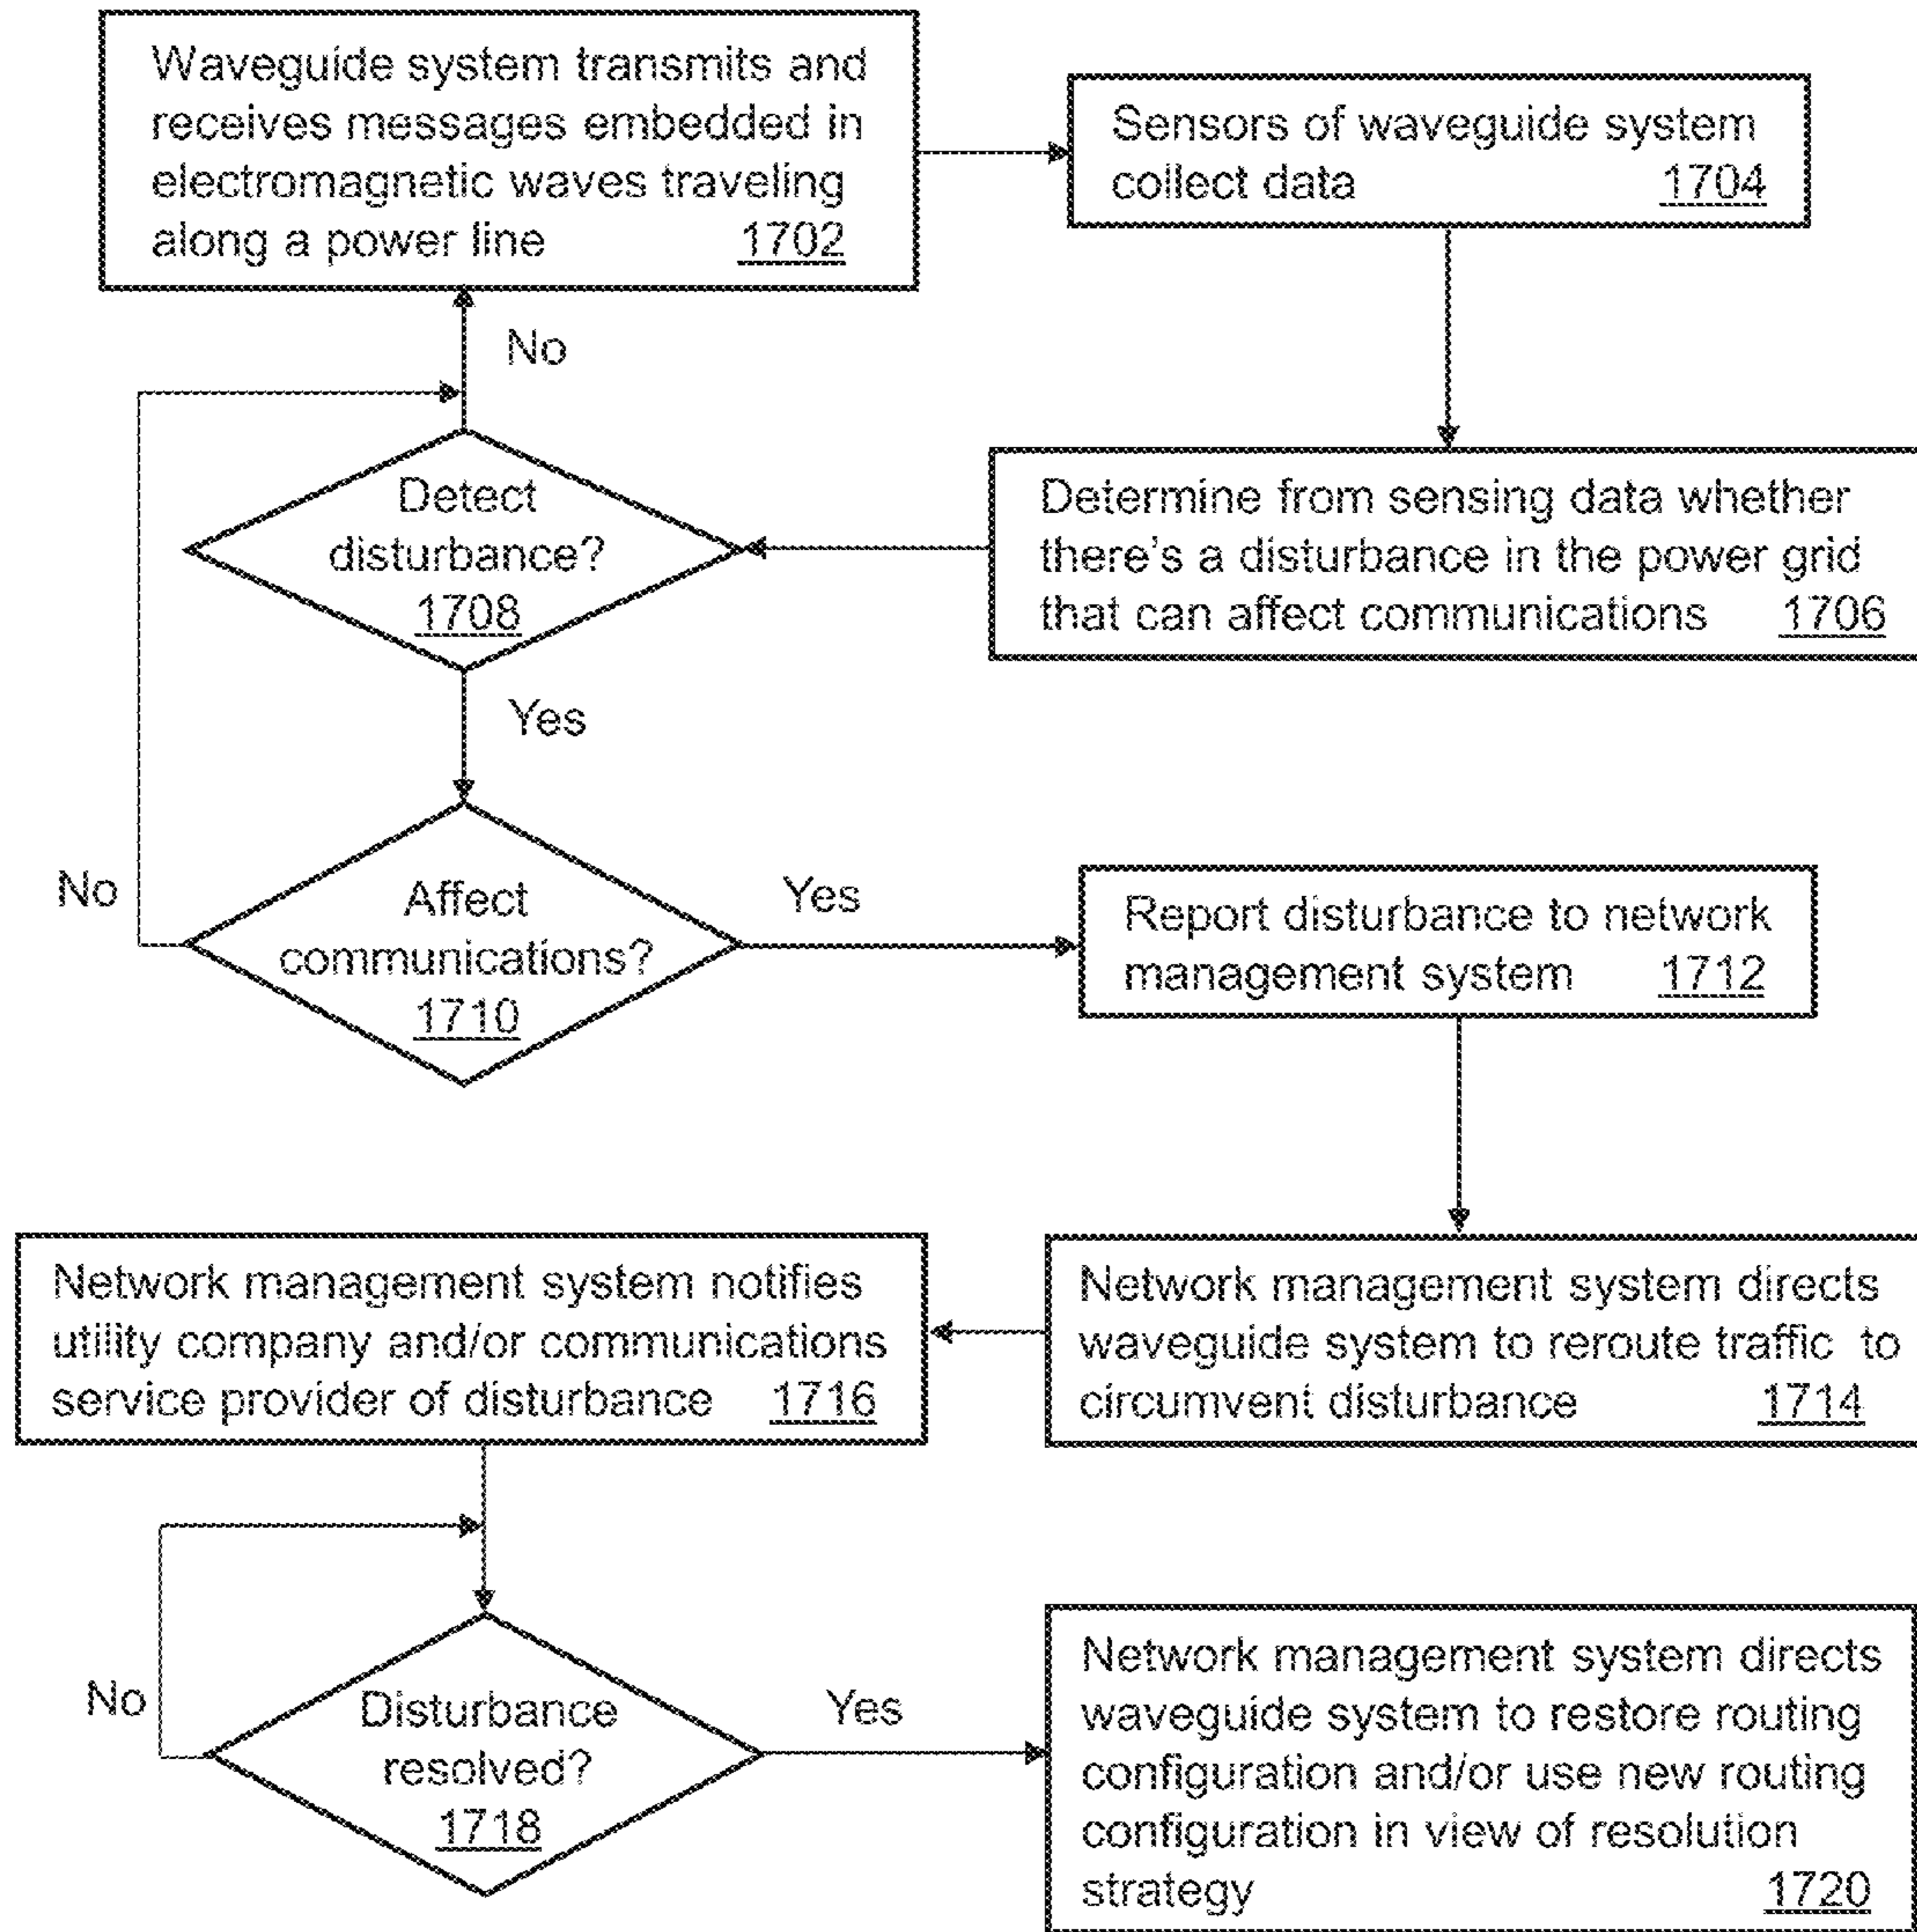 Waveguide system transmits and
receives messages embedded in
electromagnetic waves traveling
along a power line 1702
Sensors of waveguide system
collect data 1704
No
Detect
disturbance?
1708
Determine from sensing data whether
there's a disturbance in the power grid
that can affect communications 1706
Yes
No
Affect
communications?
1710
Yes
Report disturbance to network
management system 1712
Network management system notifies
utility company and/or communications
service provider of disturbance 1716
Network management system directs
waveguide system to reroute traffic to
circumvent disturbance 1714
No
Disturbance
resolved?
1718
Yes
Network management system directs
waveguide system to restore routing
configuration and/or use new routing
configuration in view of resolution
strategy 1720